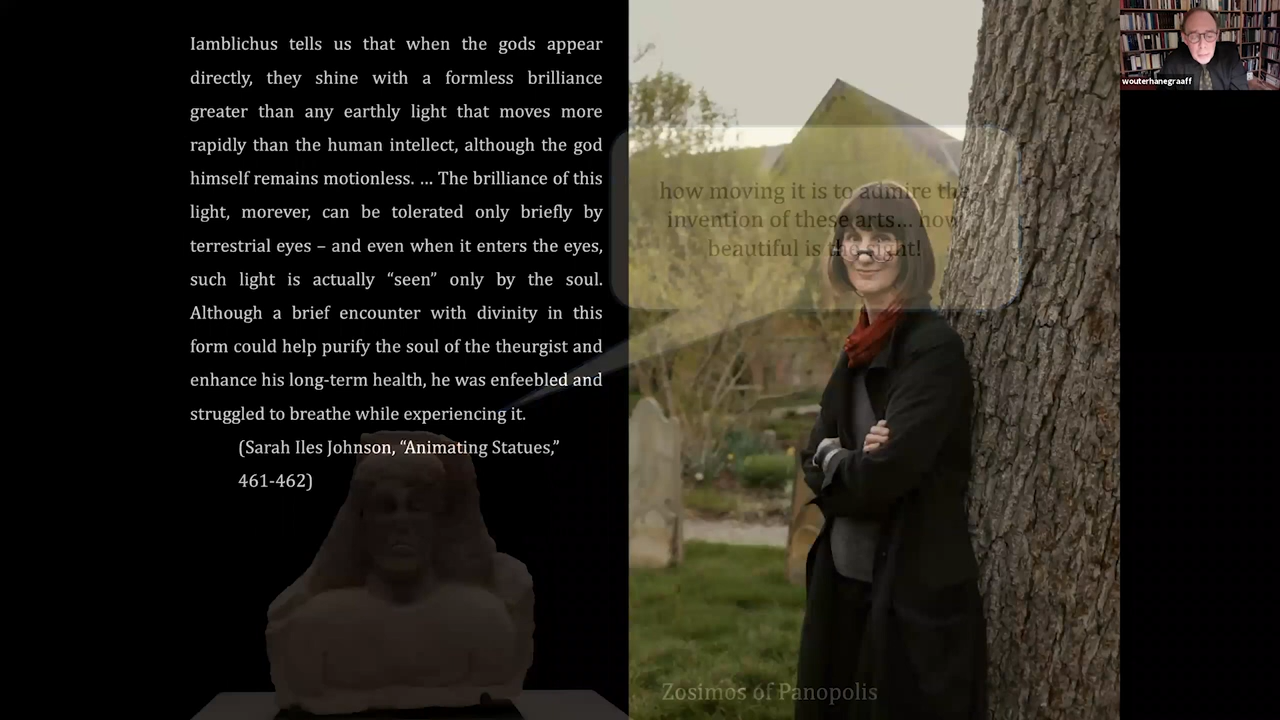 Iamblichus tells us that when the gods appear
directly, they shine with a formless brilliance
greater than any earthly light that moves more
rapidly than the human intellect, although the god
himself remains motionless. ... The brilliance of this
light, morever, can be tolerated only briefly by
terrestrial eyes – and even when it enters the eyes,
such light is actually “seen” only by the soul.
Although a brief encounter with divinity in this
form could help purify the soul of the theurgist and
enhance his long-term health, he was enfeebled and
struggled to breathe while experiencing it.
(Sarah Iles Johnson, “Animating Statues,”
461-462)
how moving it is to admire the
invention of these arts... how
beautiful is the sight!
Zosimos of Panopolis
wouterhanegraaff